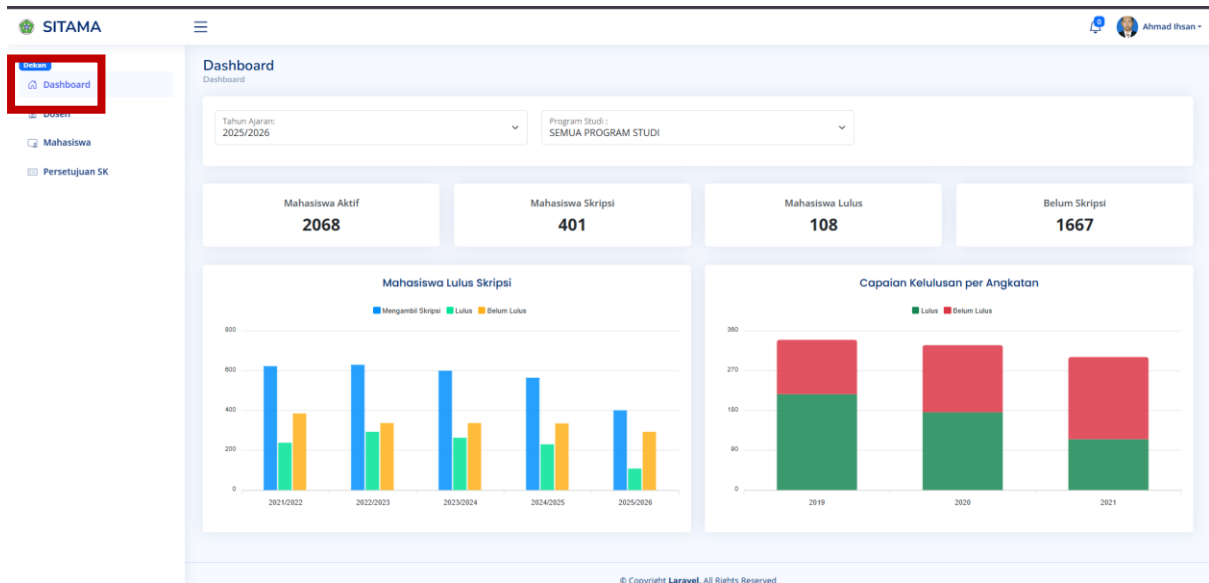 SITAMA
0
Ahmad Ihsan
Dekan
Dashboard
Dosen
Mahasiswa
Persetujuan SK
Dashboard
Dashboard
Tahun Ajaran:
2025/2026
Program Studi :
SEMUA PROGRAM STUDI
Mahasiswa Aktif
2068
Mahasiswa Skripsi
401
Mahasiswa Lulus
108
Belum Skripsi
1667
Mahasiswa Lulus Skripsi
Mengambil Skripsi Lulus Belum Lulus
800
600
400
200
0
2021/2022 2022/2023 2023/2024 2024/2025 2025/2026
Capaian Kelulusan per Angkatan
Lulus Belum Lulus
360
270
180
90
0
2019 2020 2021
© Copyright Laravel. All Rights Reserved